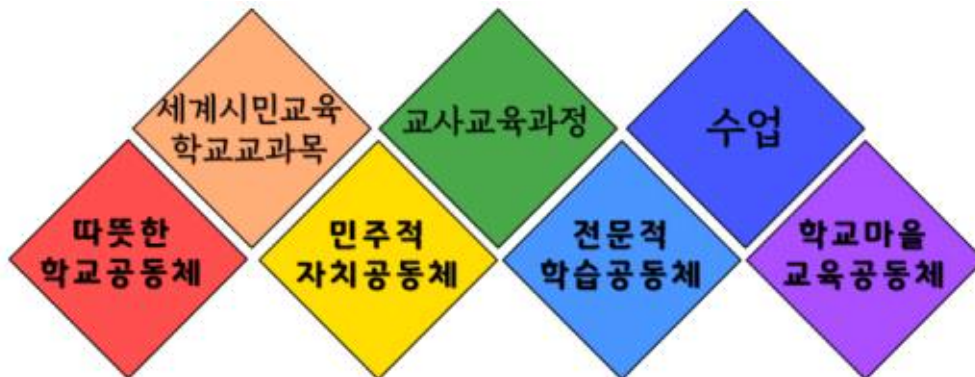 세계시민교육
학교교과목
교사교육과정
수업
따뜻한
학교공동체
민주적
자치공동체
전문적
학습공동체
학교마을
교육공동체